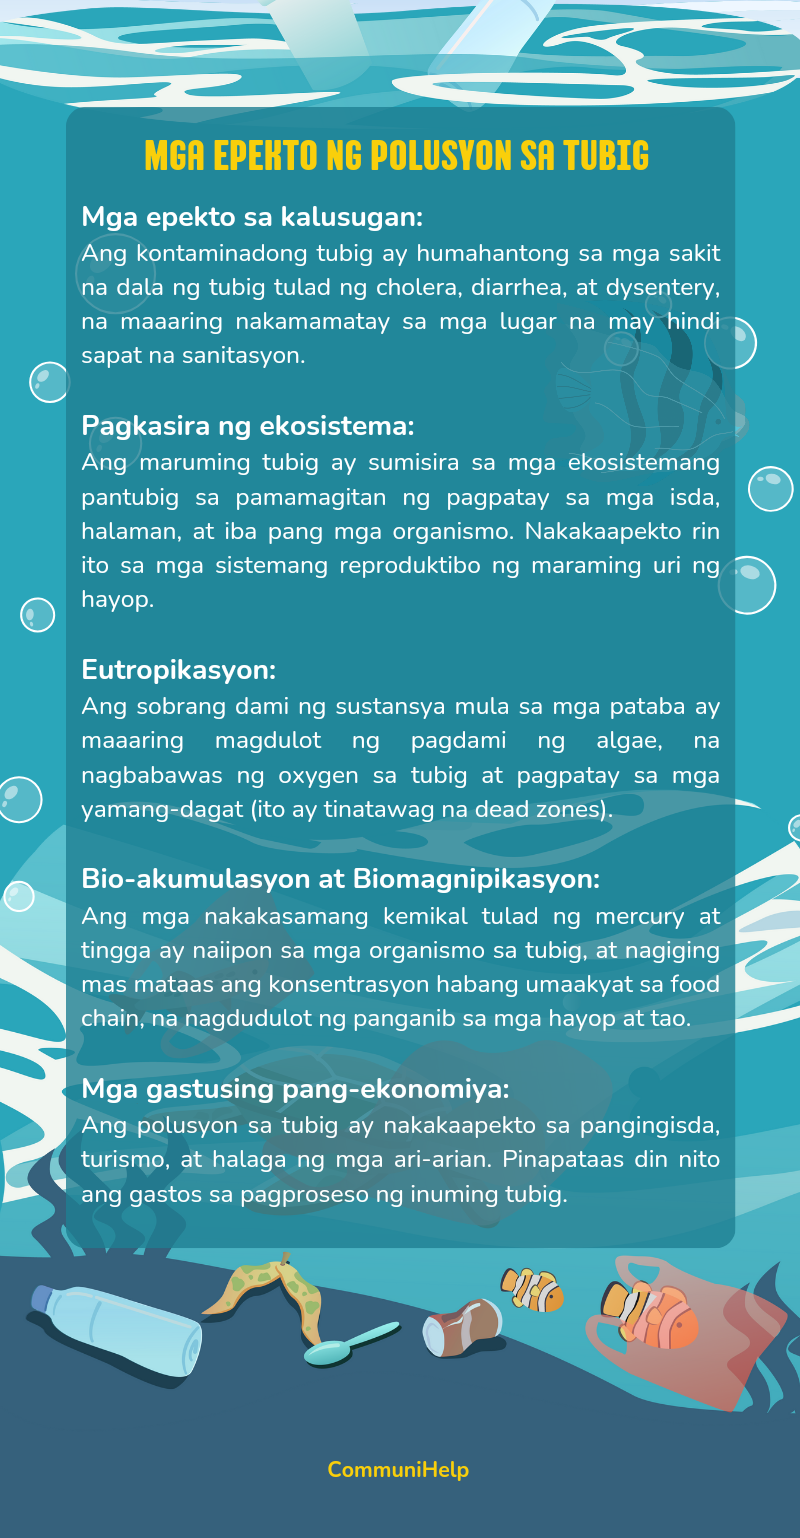 MGA EPEKTO NG POLUSYON SA TUBIG
Mga epekto sa kalusugan:
Ang kontaminadong tubig ay humahantong sa mga sakit
na dala ng tubig tulad ng cholera, diarrhea, at dysentery,
na maaaring nakamamatay sa mga lugar na may hindi
sapat na sanitasyon.
Pagkasira ng ekosistema:
Ang maruming tubig ay sumisira sa mga ekosistemang
pantubig sa pamamagitan ng pagpatay sa mga isda,
halaman, at iba pang mga organismo. Nakakaapekto rin
ito sa mga sistemang reproduktibo ng maraming uri ng
hayop.
Eutropikasyon:
Ang sobrang dami ng sustansya mula sa mga pataba ay
maaaring magdulot ng pagdami ng algae, na
nagbabawas ng oxygen sa tubig at pagpatay sa mga
yamang-dagat (ito ay tinatawag na dead zones).
Bio-akumulasyon at Biomagnipikasyon:
Ang mga nakakasamang kemikal tulad ng mercury at
tingga ay naiipon sa mga organismo sa tubig, at nagiging
mas mataas ang konsentrasyon habang umaakyat sa food
chain, na nagdudulot ng panganib sa mga hayop at tao.
Mga gastusing pang-ekonomiya:
Ang polusyon sa tubig ay nakakaapekto sa pangingisda,
turismo, at halaga ng mga ari-arian. Pinapataas din nito
ang gastos sa pagproseso ng inuming tubig.
CommuniHelp